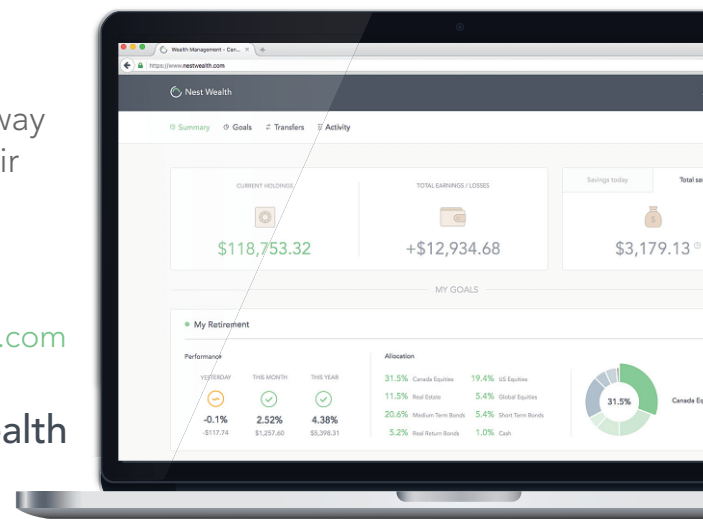 way
ir
.com
alth
Wealth Management - Can...
https://www.nestwealth.com
Nest Wealth
Summary Goals Transfers Activity
CURRENT HOLDINGS
$118,753.32
TOTAL EARNINGS / LOSSES
+$12,934.68
Savings today Total sa
$3,179.13
MY GOALS
My Retirement
Performance
YESTERDAY THIS MONTH THIS YEAR
-0.1% 2.52% 4.38%
-$117.74 $1,257.60 $5,398.31
Allocation
31.5% Canada Equities 19.4% US Equities
11.5% Real Estate 5.4% Global Equities
20.6% Medium Term Bonds 5.4% Short Term Bonds
5.2% Real Return Bonds 1.0% Cash
31.5%
Canada Eq